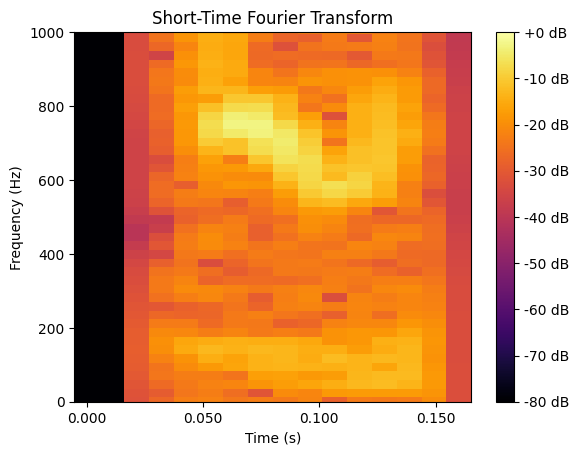 Short-Time Fourier Transform
1000
800
600
400
200
0
Frequency (Hz)
0.000
0.050
0.100
0.150
Time (s)
+0 dB
-10 dB
-20 dB
-30 dB
-40 dB
-50 dB
-60 dB
-70 dB
-80 dB